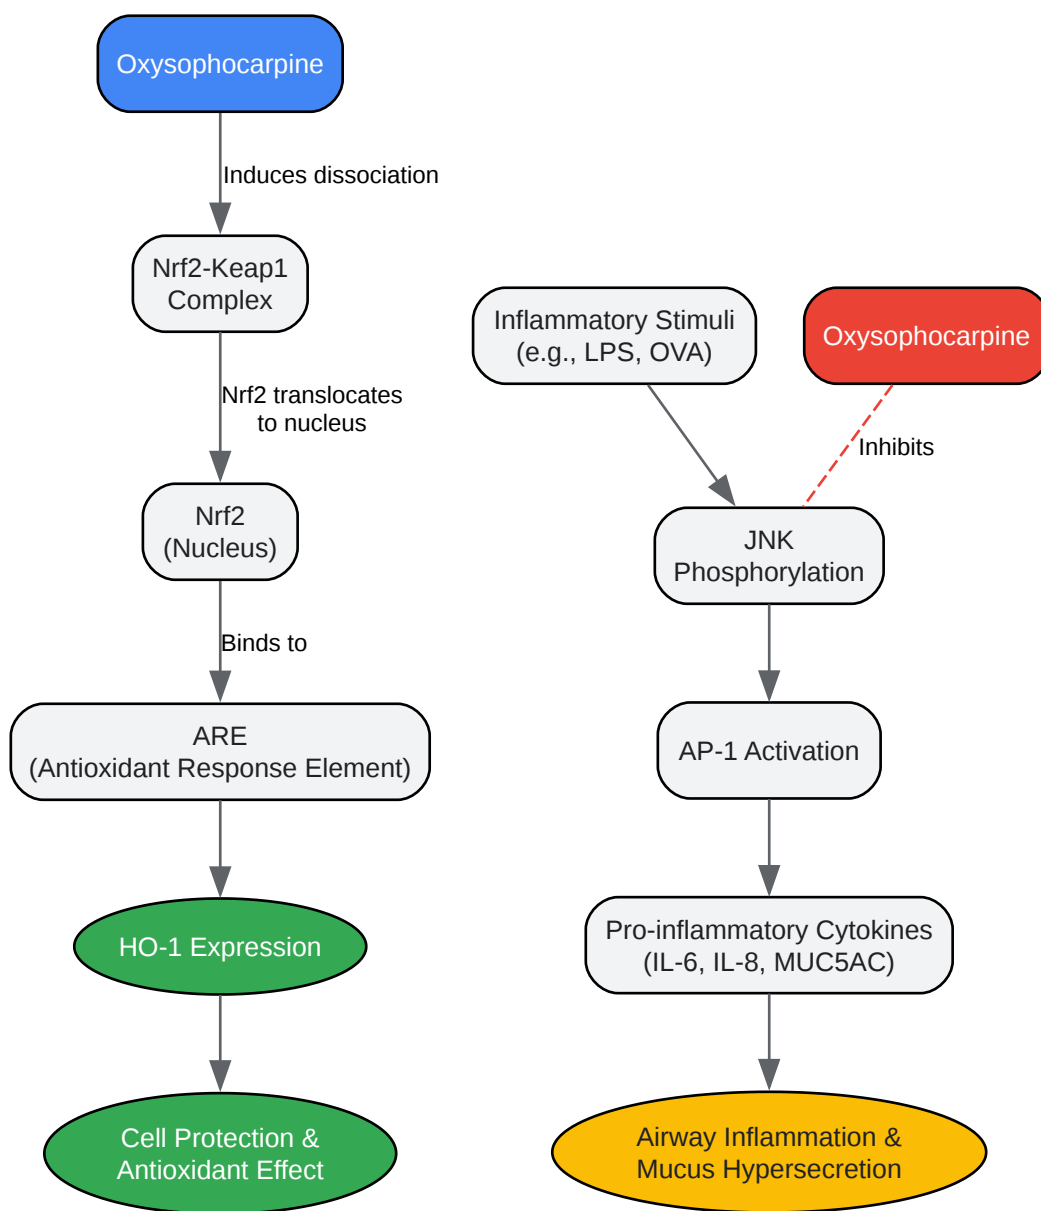 Oxysophocarpine
Induces dissociation
Nrf2-Keap1
Complex
Nrf2 translocates
to nucleus
Nrf2
(Nucleus)
Binds to
ARE
(Antioxidant Response Element)
HO-1 Expression
Cell Protection &
Antioxidant Effect
Inflammatory Stimuli
(e.g., LPS, OVA)
Oxysophocarpine
Inhibits
JNK
Phosphorylation
AP-1 Activation
Pro-inflammatory Cytokines
(IL-6, IL-8, MUC5AC)
Airway Inflammation &
Mucus Hypersecretion